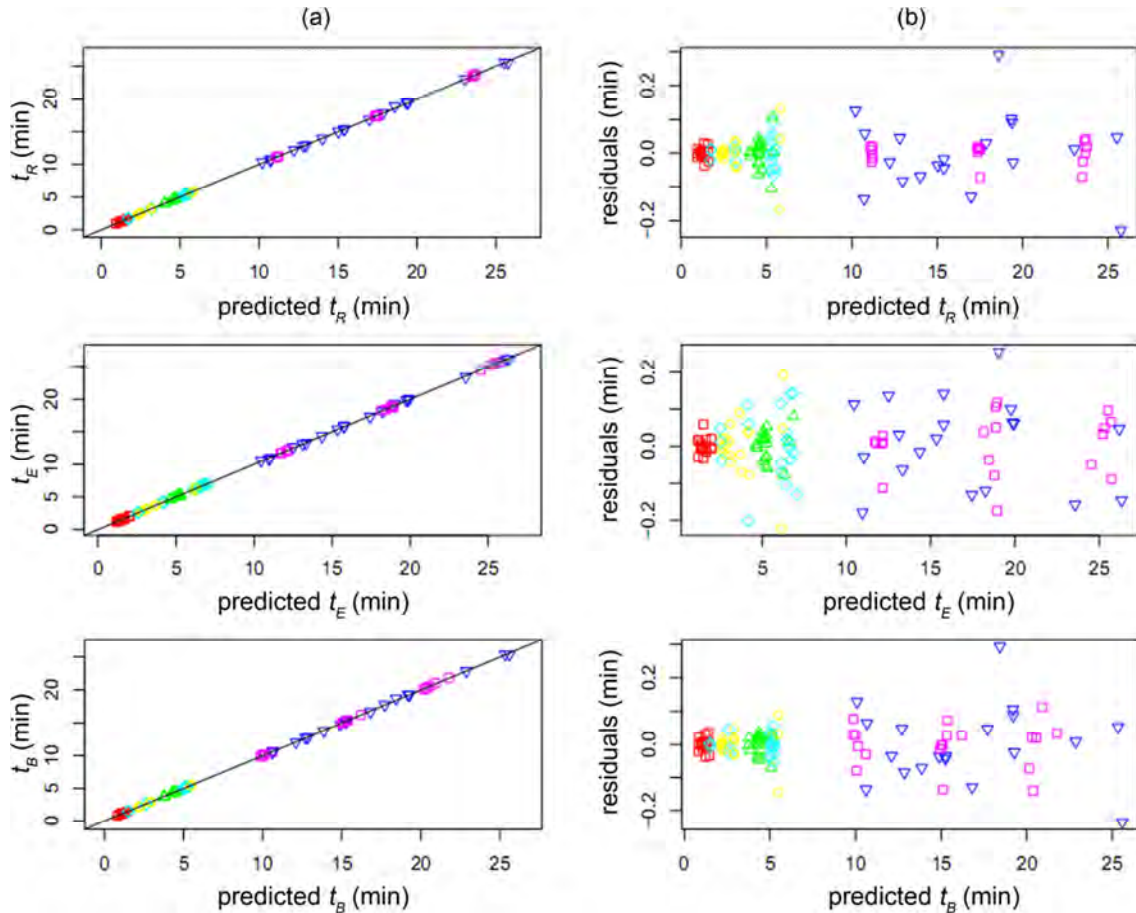 (a)
(b)
t_R (min)
0 5 10 20
0 5 10 15 20 25
predicted t_R (min)
residuals (min)
−0.2 0.0 0.2
0 5 10 15 20 25
predicted t_R (min)
t_E (min)
0 5 10 20
0 5 10 15 20 25
predicted t_E (min)
residuals (min)
−0.2 0.0 0.2
5 10 15 20 25
predicted t_E (min)
t_B (min)
0 5 10 20
0 5 10 15 20 25
predicted t_B (min)
residuals (min)
−0.2 0.0 0.2
0 5 10 15 20 25
predicted t_B (min)